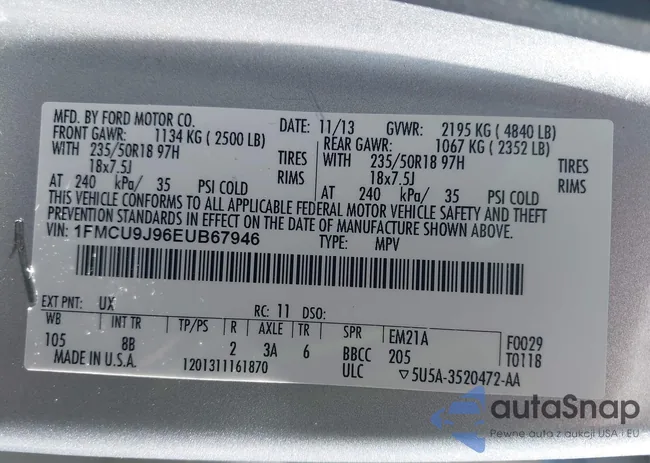 MFD. BY FORD MOTOR CO.
DATE: 11/13 GVWR: 2195 KG ( 4840 LB)
FRONT GAWR: 1134 KG ( 2500 LB) REAR GAWR: 1067 KG ( 2352 LB)
WITH 235/50R18 97H TIRES WITH 235/50R18 97H TIRES
18x7.5J RIMS 18x7.5J RIMS
AT 240 kPa/ 35 PSI COLD AT 240 kPa/ 35 PSI COLD
THIS VEHICLE CONFORMS TO ALL APPLICABLE FEDERAL MOTOR VEHICLE SAFETY AND THEFT
PREVENTION STANDARDS IN EFFECT ON THE DATE OF MANUFACTURE SHOWN ABOVE.
VIN: 1FMCU9J96EUB67946 TYPE: MPV
EXT PNT: UX RC: 11 DSO:
WB INT TR TP/PS R AXLE TR SPR EM21A F0029
105 8B 2 3A 6 BBCC 205 T0118
MADE IN U.S.A. 1201311161870 ULC ▽5U5A-3520472-AA
autaSnap
Pewne auta z aukcji USA i EU